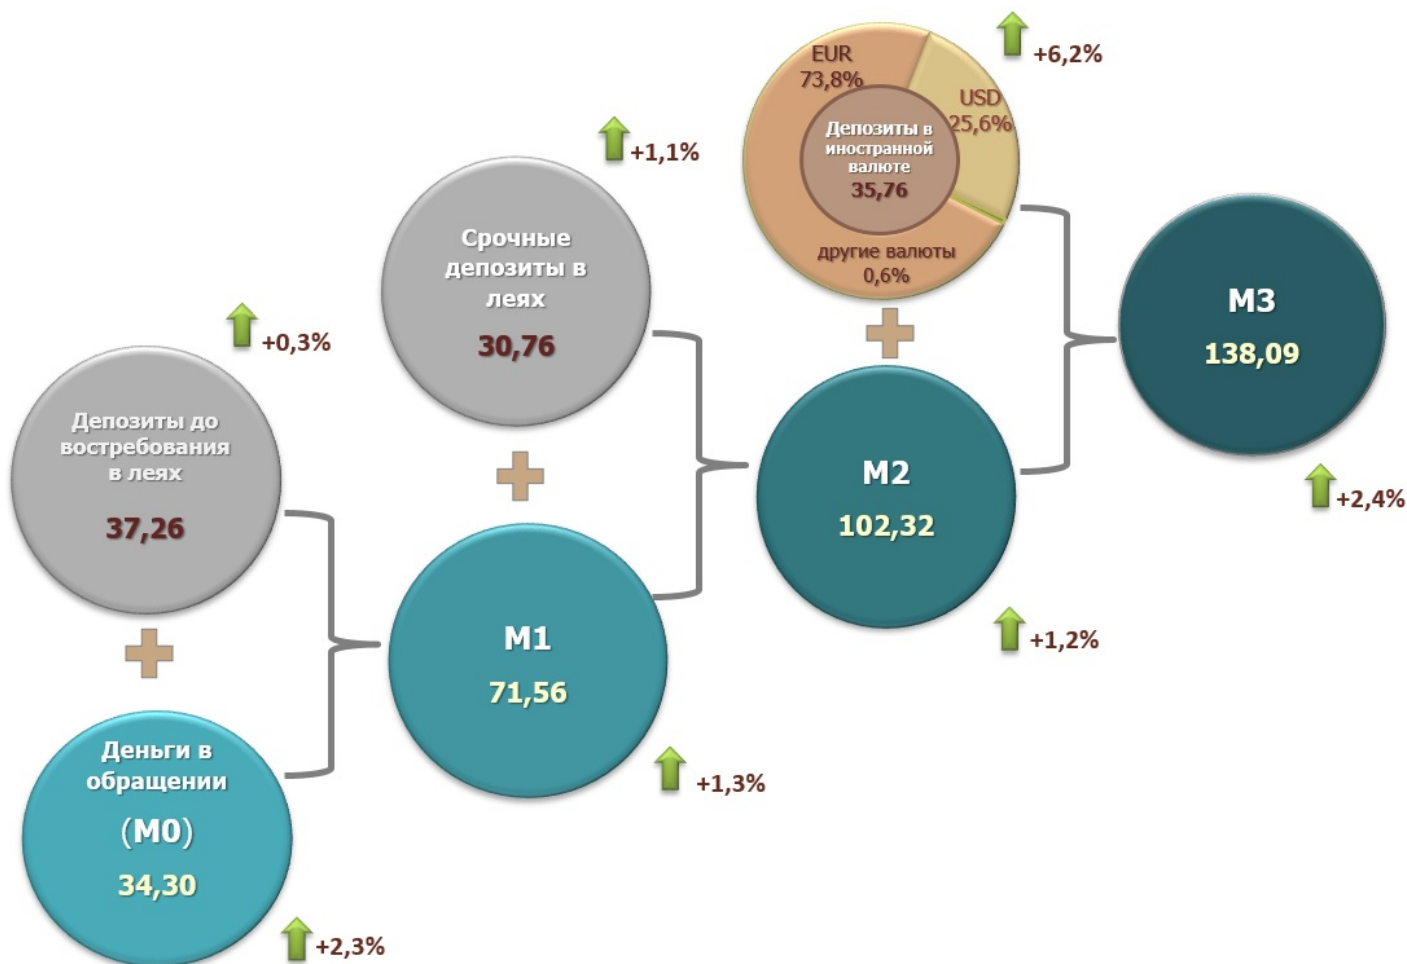 +0,3%
Депозиты до
востребования
в леях
37,26
Деньги в
обращении
(M0)
34,30
+2,3%
+1,1%
Срочные
депозиты в
леях
30,76
M1
71,56
+1,3%
+6,2%
EUR
73,8%
USD
25,6%
Депозиты в
иностранной
валюте
35,76
другие валюты
0,6%
M2
102,32
+1,2%
M3
138,09
+2,4%